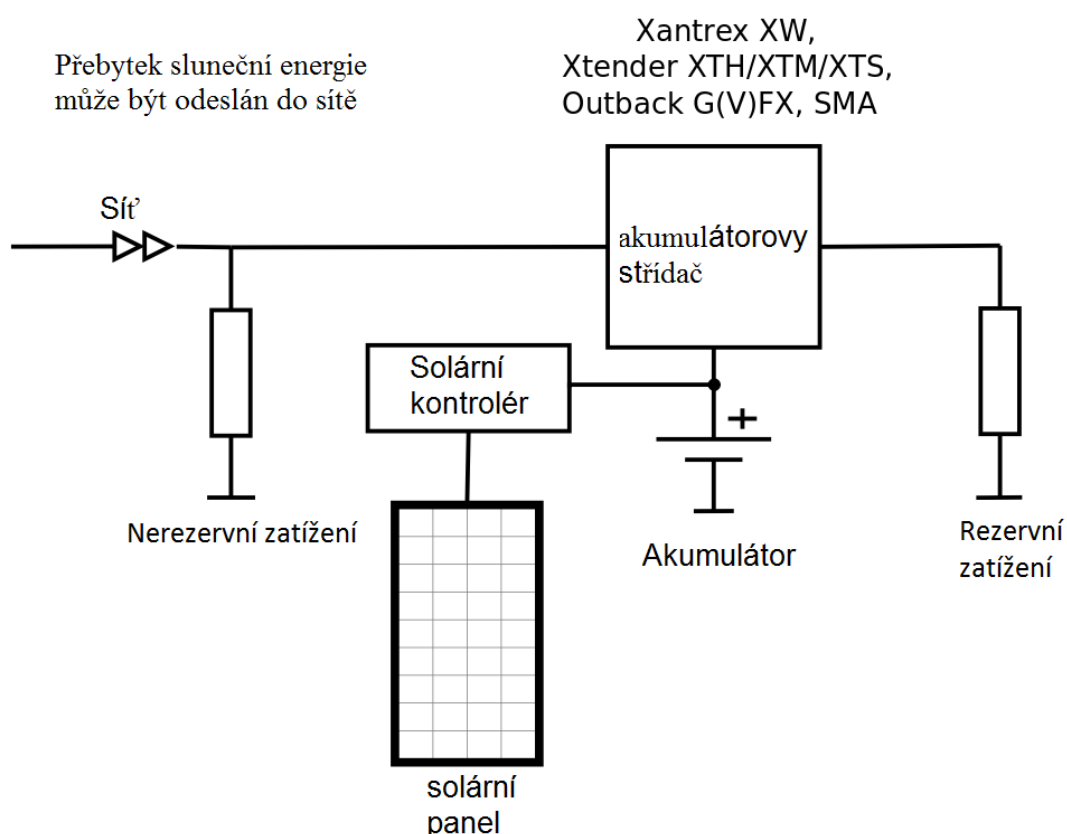 Xantrex XW,
Xtender XTH/XTM/XTS,
Outback G(V)FX, SMA
Přebytek sluneční energie
může být odeslán do sítě
Síť
akumulátorovy
střídač
Solární
kontrolér
+
Nerezervní zatížení
Akumulátor
Rezervní
zatížení
solární
panel